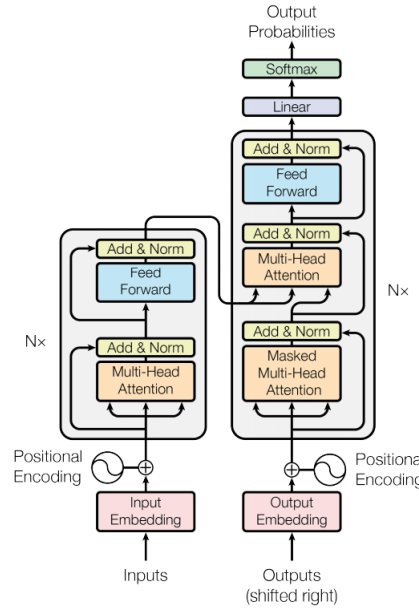 Output
Probabilities
Softmax
Linear
Add & Norm
Feed
Forward
Add & Norm
Multi-Head
Attention
Add & Norm
Masked
Multi-Head
Attention
N×
Add & Norm
Feed
Forward
Add & Norm
Multi-Head
Attention
N×
Positional
Encoding
Positional
Encoding
Input
Embedding
Output
Embedding
Inputs
Outputs
(shifted right)